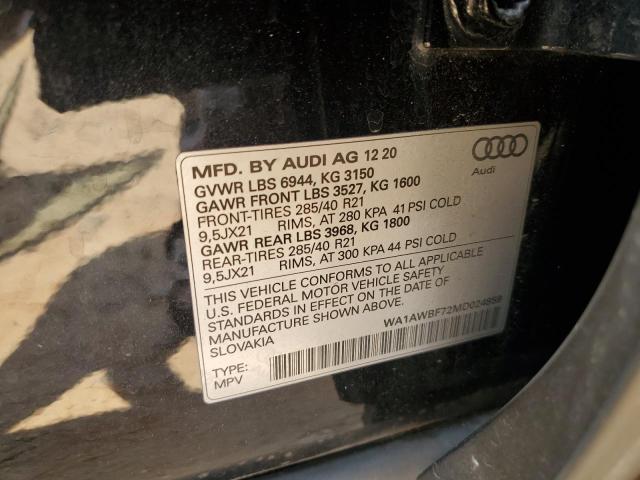 MFD. BY AUDI AG 12 20
GVWR LBS 6944, KG 3150
GAWR FRONT LBS 3527, KG 1600
FRONT-TIRES 285/40 R21
9,5JX21 RIMS, AT 280 KPA 41 PSI COLD
GAWR REAR LBS 3968, KG 1800
REAR-TIRES 285/40 R21
9,5JX21 RIMS, AT 300 KPA 44 PSI COLD
THIS VEHICLE CONFORMS TO ALL APPLICABLE
U.S. FEDERAL MOTOR VEHICLE SAFETY
STANDARDS IN EFFECT ON THE DATE OF
MANUFACTURE SHOWN ABOVE.
SLOVAKIA
WA1AWBF72MD024858
TYPE:
MPV
Audi